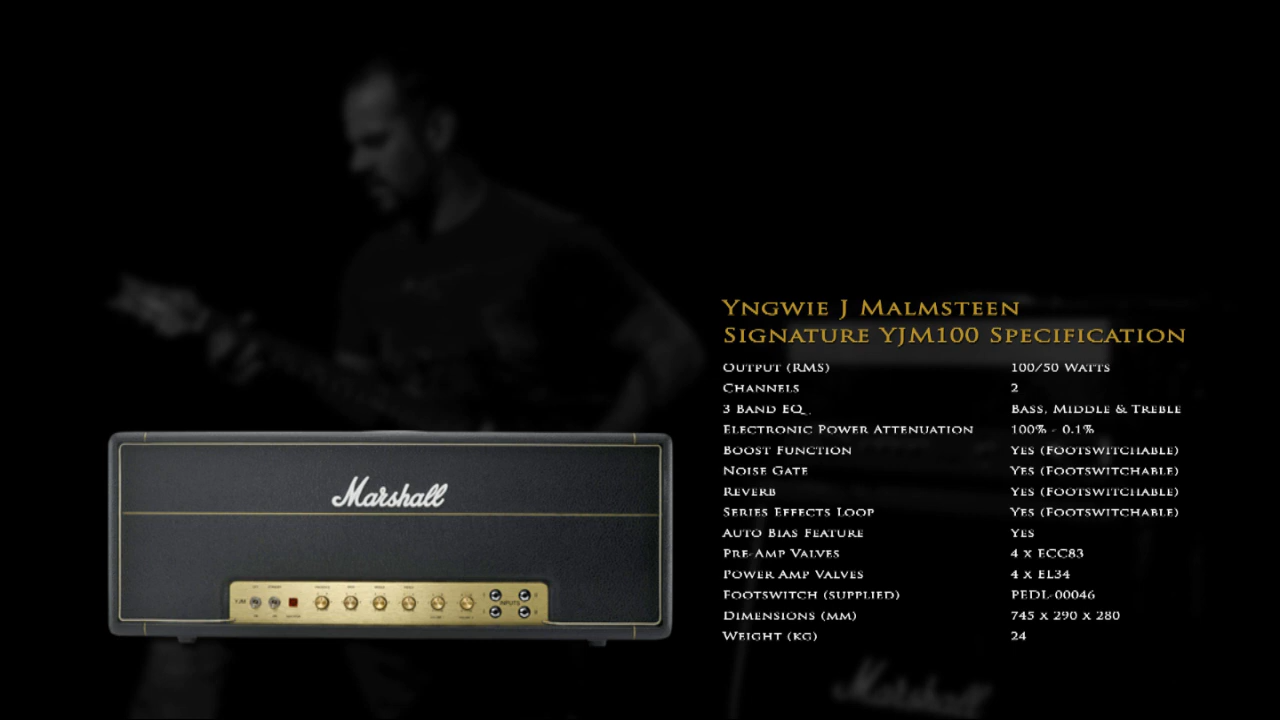 Yngwie J Malmsteen
Signature YJM100 Specification
Output (RMS) 100/50 Watts
Channels 2
3 Band EQ Bass, Middle & Treble
Electronic Power Attenuation 100% - 0.1%
Boost Function Yes (Footswitchable)
Noise Gate Yes (Footswitchable)
Reverb Yes (Footswitchable)
Series Effects Loop Yes (Footswitchable)
Auto Bias Feature Yes
Pre-Amp Valves 4 x ECC83
Power Amp Valves 4 x EL34
Footswitch (supplied) PEDL-00046
Dimensions (mm) 745 x 290 x 280
Weight (kg) 24
Marshall
YJM
INPUTS
Marshall